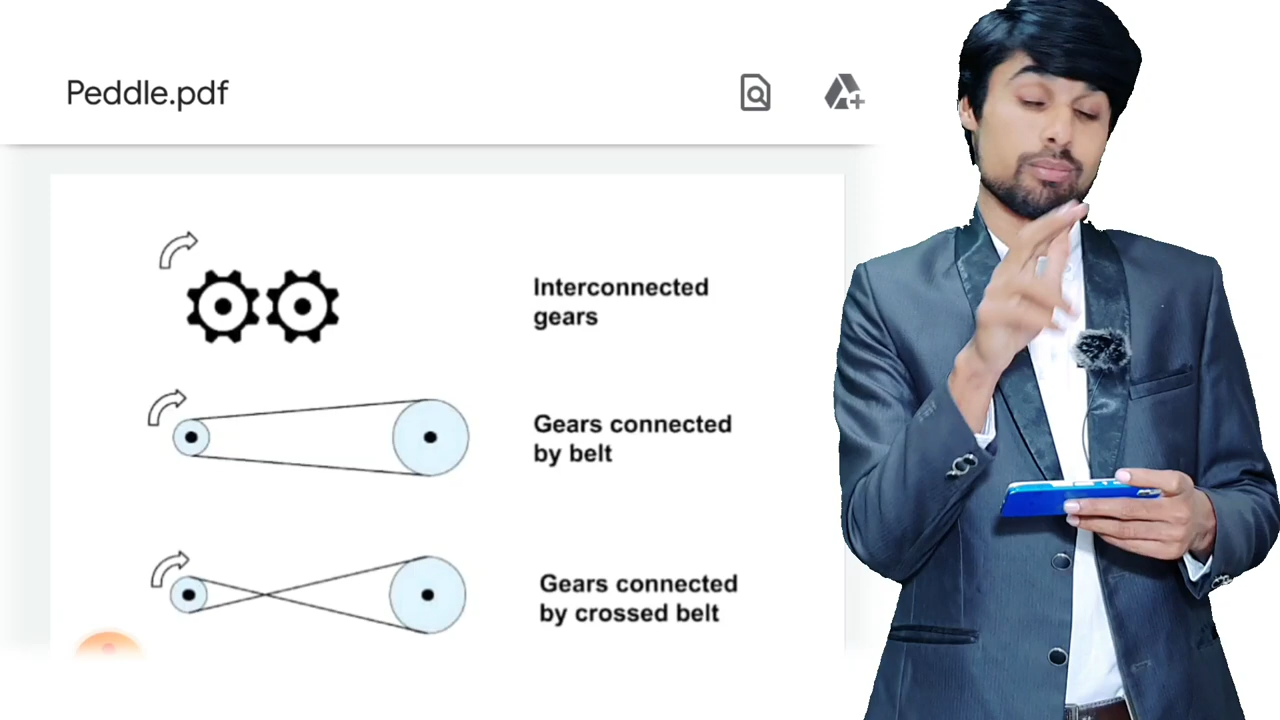 Peddle.pdf
Interconnected
gears
Gears connected
by belt
Gears connected
by crossed belt